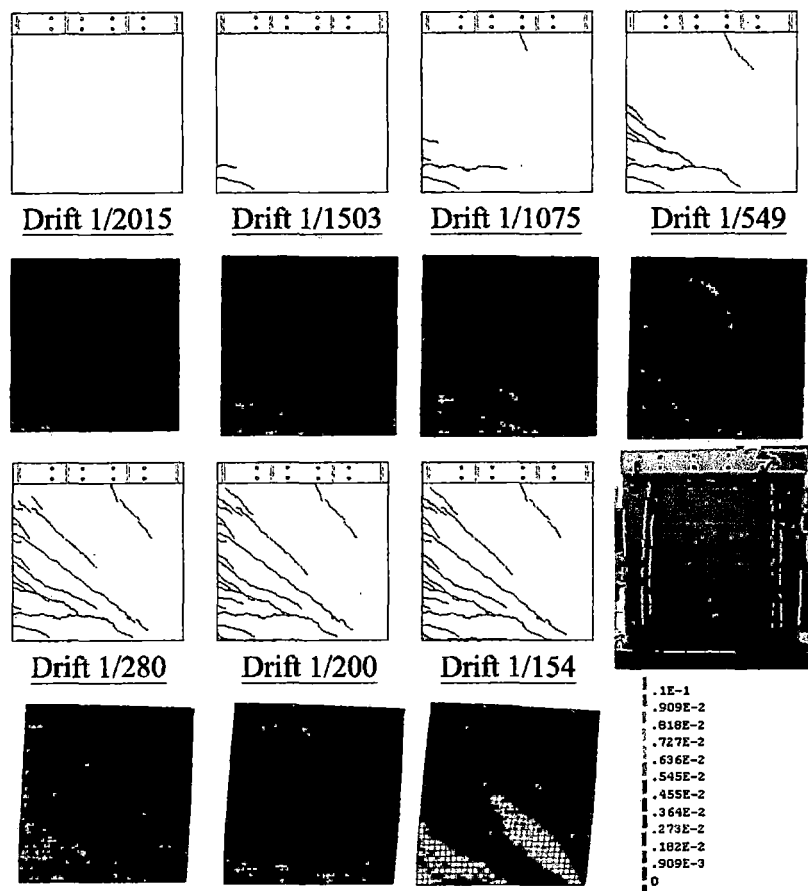 Drift 1/2015 Drift 1/1503 Drift 1/1075 Drift 1/549
Drift 1/280 Drift 1/200 Drift 1/154
.1E-1
.909E-2
.818E-2
.727E-2
.636E-2
.545E-2
.455E-2
.364E-2
.273E-2
.182E-2
.909E-3
0